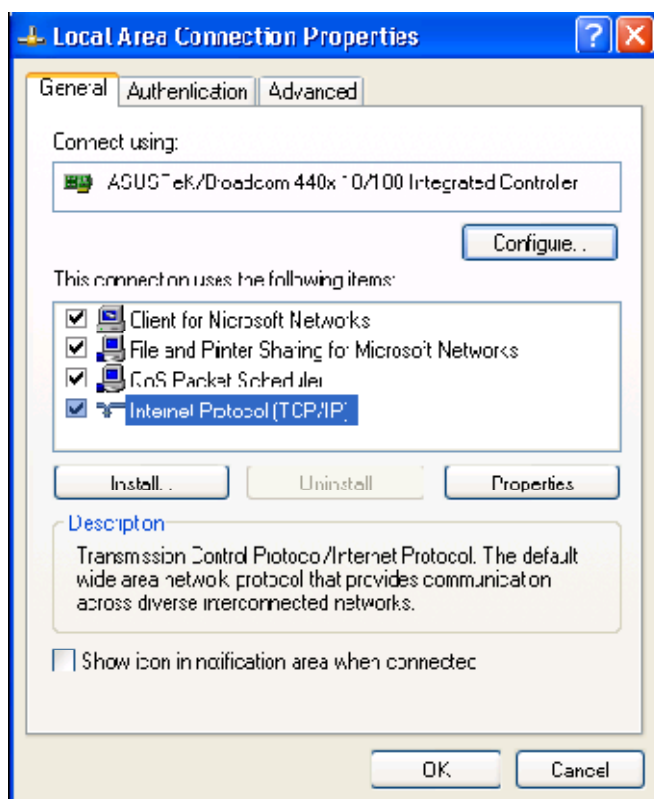 Local Area Connection Properties
General Authentication Advanced
Connect using:
ASUSTeK/Broadcom 440x 10/100 Integrated Controller
Configure...
This connection uses the following items:
Client for Microsoft Networks
File and Printer Sharing for Microsoft Networks
QoS Packet Scheduler
Internet Protocol (TCP/IP)
Install... Uninstall Properties
Description
Transmission Control Protocol/Internet Protocol. The default
wide area network protocol that provides communication
across diverse interconnected networks.
Show icon in notification area when connected
OK Cancel